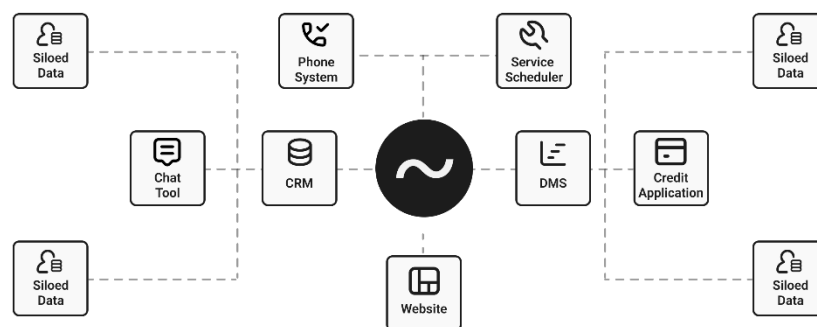 Siloed
Data
Phone
System
Service
Scheduler
Siloed
Data
Chat
Tool
CRM
DMS
Credit
Application
Siloed
Data
Website
Siloed
Data